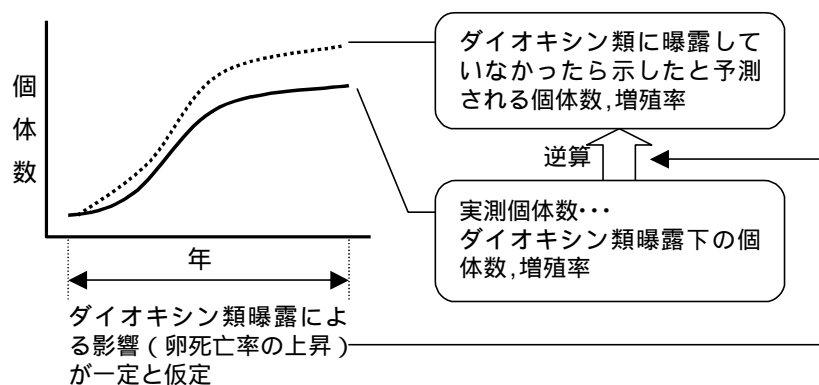 個
体
数
年
ダイオキシン類に曝露して
いなかったら示したと予測
される個体数,増殖率
逆算
実測個体数･･･
ダイオキシン類曝露下の個
体数,増殖率
ダイオキシン類曝露によ
る影響(卵死亡率の上昇)
が一定と仮定